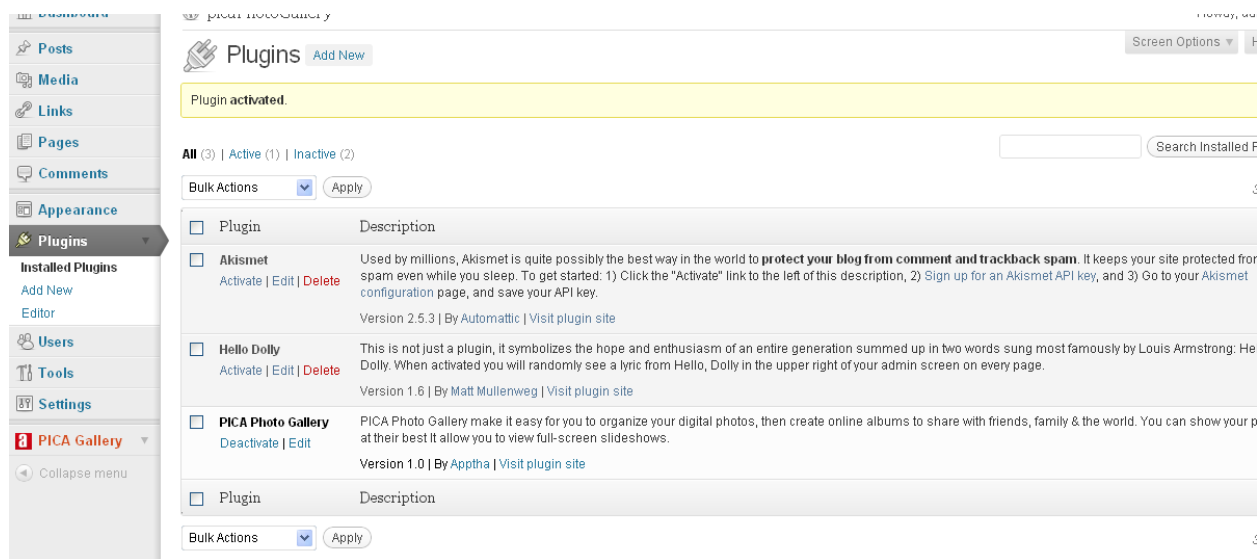 Dashboard
picaPhotoGallery
Howdy, ad
Posts
Plugins Add New
Screen Options
H
Media
Plugin activated.
Links
Pages
All (3) | Active (1) | Inactive (2)
Search Installed P
Comments
Bulk Actions Apply
Appearance
Plugin Description
Plugins
Installed Plugins
Add New
Editor
Akismet
Activate | Edit | Delete
Used by millions, Akismet is quite possibly the best way in the world to protect your blog from comment and trackback spam. It keeps your site protected from
spam even while you sleep. To get started: 1) Click the "Activate" link to the left of this description, 2) Sign up for an Akismet API key, and 3) Go to your Akismet
configuration page, and save your API key.
Version 2.5.3 | By Automattic | Visit plugin site
Users
Tools
Settings
Hello Dolly
Activate | Edit | Delete
This is not just a plugin, it symbolizes the hope and enthusiasm of an entire generation summed up in two words sung most famously by Louis Armstrong: He
Dolly. When activated you will randomly see a lyric from Hello, Dolly in the upper right of your admin screen on every page.
Version 1.6 | By Matt Mullenweg | Visit plugin site
PICA Gallery
Collapse menu
PICA Photo Gallery
Deactivate | Edit
PICA Photo Gallery make it easy for you to organize your digital photos, then create online albums to share with friends, family & the world. You can show your p
at their best It allow you to view full-screen slideshows.
Version 1.0 | By Apptha | Visit plugin site
Plugin Description
Bulk Actions Apply